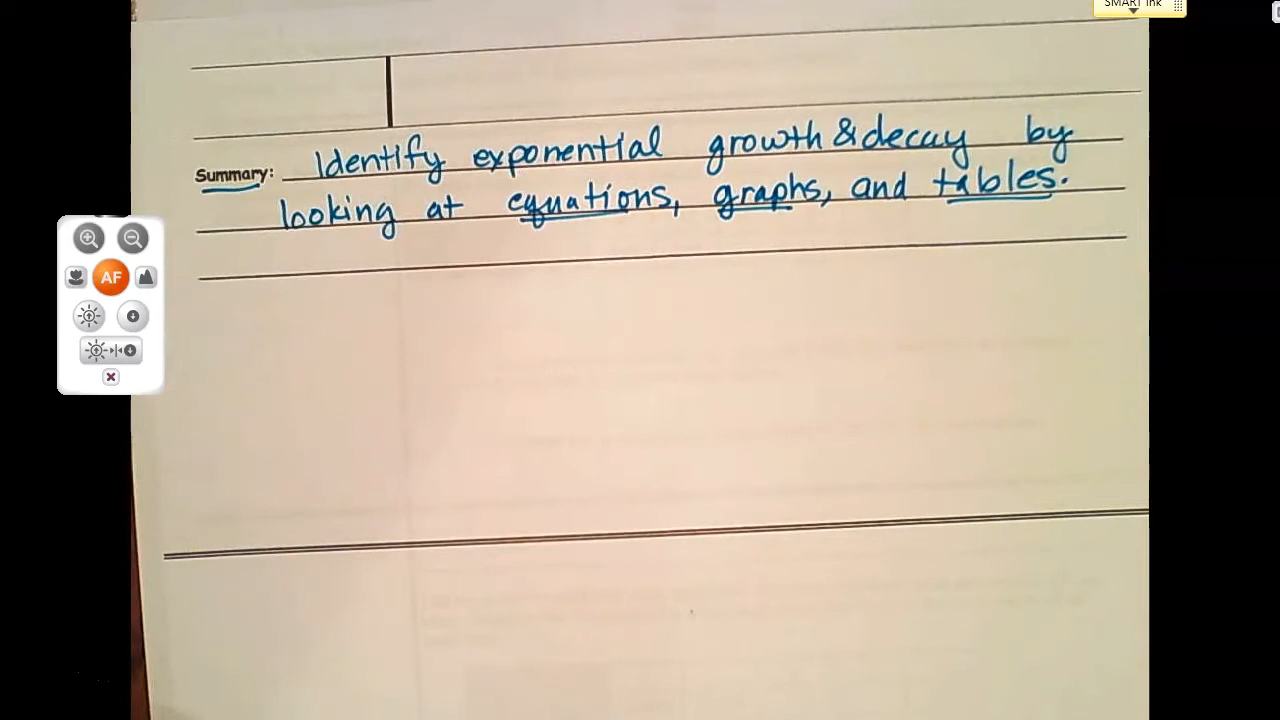 SMART Ink
Summary: Identify exponential growth & decay by
looking at equations, graphs, and tables.
AF